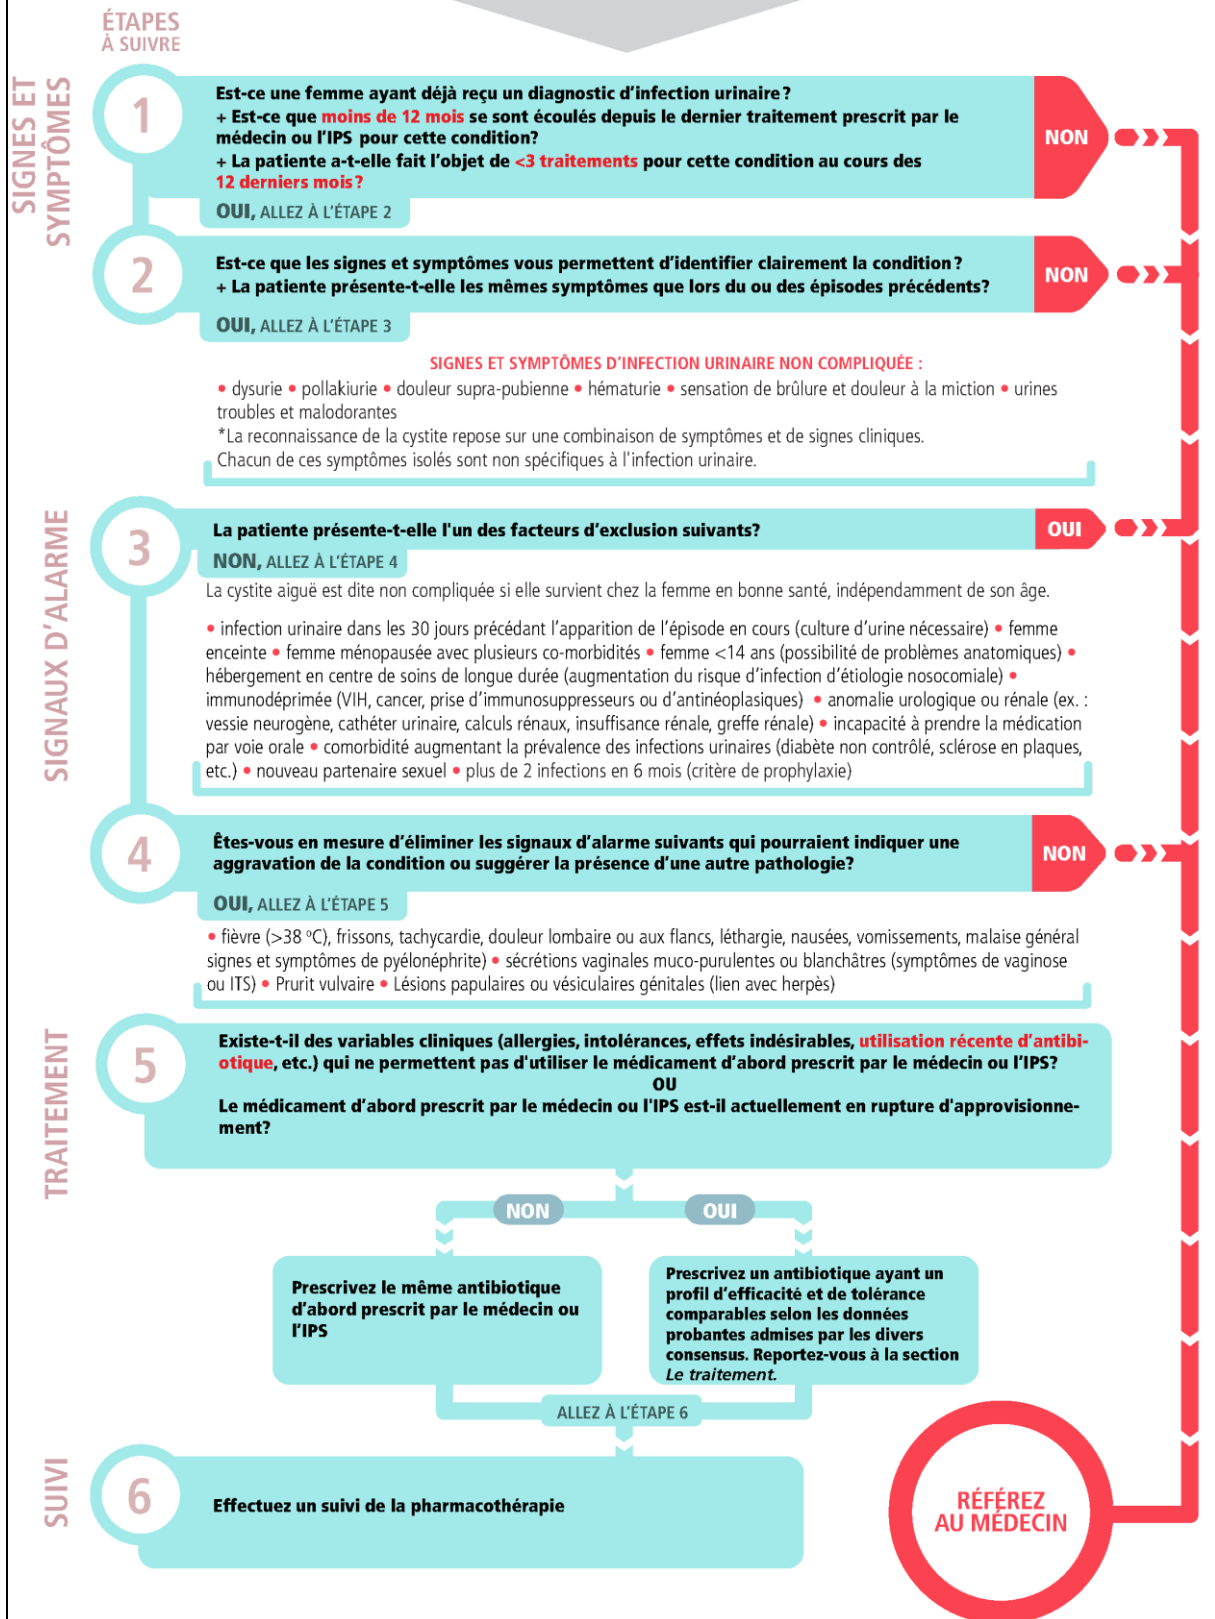 ÉTAPES
À SUIVRE
SIGNES ET
SYMPTÔMES
1
Est-ce une femme ayant déjà reçu un diagnostic d’infection urinaire?
+ Est-ce que moins de 12 mois se sont écoulés depuis le dernier traitement prescrit par le
médecin ou l’IPS pour cette condition?
+ La patiente a-t-elle fait l’objet de <3 traitements pour cette condition au cours des
12 derniers mois?
NON
OUI, ALLEZ À L’ÉTAPE 2
2
Est-ce que les signes et symptômes vous permettent d’identifier clairement la condition?
+ La patiente présente-t-elle les mêmes symptômes que lors du ou des épisodes précédents?
NON
OUI, ALLEZ À L’ÉTAPE 3
SIGNES ET SYMPTÔMES D’INFECTION URINAIRE NON COMPLIQUÉE :
• dysurie • pollakiurie • douleur supra-pubienne • hématurie • sensation de brûlure et douleur à la miction • urines
troubles et malodorantes
*La reconnaissance de la cystite repose sur une combinaison de symptômes et de signes cliniques.
Chacun de ces symptômes isolés sont non spécifiques à l'infection urinaire.
SIGNAUX D’ALARME
3
La patiente présente-t-elle l'un des facteurs d’exclusion suivants?
OUI
NON, ALLEZ À L’ÉTAPE 4
La cystite aiguë est dite non compliquée si elle survient chez la femme en bonne santé, indépendamment de son âge.
• infection urinaire dans les 30 jours précédant l’apparition de l’épisode en cours (culture d’urine nécessaire) • femme
enceinte • femme ménopausée avec plusieurs co-morbidités • femme <14 ans (possibilité de problèmes anatomiques) •
hébergement en centre de soins de longue durée (augmentation du risque d’infection d’étiologie nosocomiale) •
immunodéprimée (VIH, cancer, prise d’immunosuppresseurs ou d’antinéoplasiques) • anomalie urologique ou rénale (ex. :
vessie neurogène, cathéter urinaire, calculs rénaux, insuffisance rénale, greffe rénale) • incapacité à prendre la médication
par voie orale • comorbidité augmentant la prévalence des infections urinaires (diabète non contrôlé, sclérose en plaques,
etc.) • nouveau partenaire sexuel • plus de 2 infections en 6 mois (critère de prophylaxie)
4
Êtes-vous en mesure d’éliminer les signaux d’alarme suivants qui pourraient indiquer une
aggravation de la condition ou suggérer la présence d’une autre pathologie?
NON
OUI, ALLEZ À L’ÉTAPE 5
• fièvre (>38 ºC), frissons, tachycardie, douleur lombaire ou aux flancs, léthargie, nausées, vomissements, malaise général
signes et symptômes de pyélonéphrite) • sécrétions vaginales muco-purulentes ou blanchâtres (symptômes de vaginose
ou ITS) • Prurit vulvaire • Lésions papulaires ou vésiculaires génitales (lien avec herpès)
TRAITEMENT
5
Existe-t-il des variables cliniques (allergies, intolérances, effets indésirables, utilisation récente d’antibi-
otique, etc.) qui ne permettent pas d'utiliser le médicament d’abord prescrit par le médecin ou l’IPS?
OU
Le médicament d’abord prescrit par le médecin ou l'IPS est-il actuellement en rupture d'approvisionne-
ment?
NON
OUI
Prescrivez le même antibiotique
d’abord prescrit par le médecin ou
l’IPS
Prescrivez un antibiotique ayant un
profil d’efficacité et de tolérance
comparables selon les données
probantes admises par les divers
consensus. Reportez-vous à la section
Le traitement.
ALLEZ À L’ÉTAPE 6
SUIVI
6
Effectuez un suivi de la pharmacothérapie
RÉFÉREZ
AU MÉDECIN